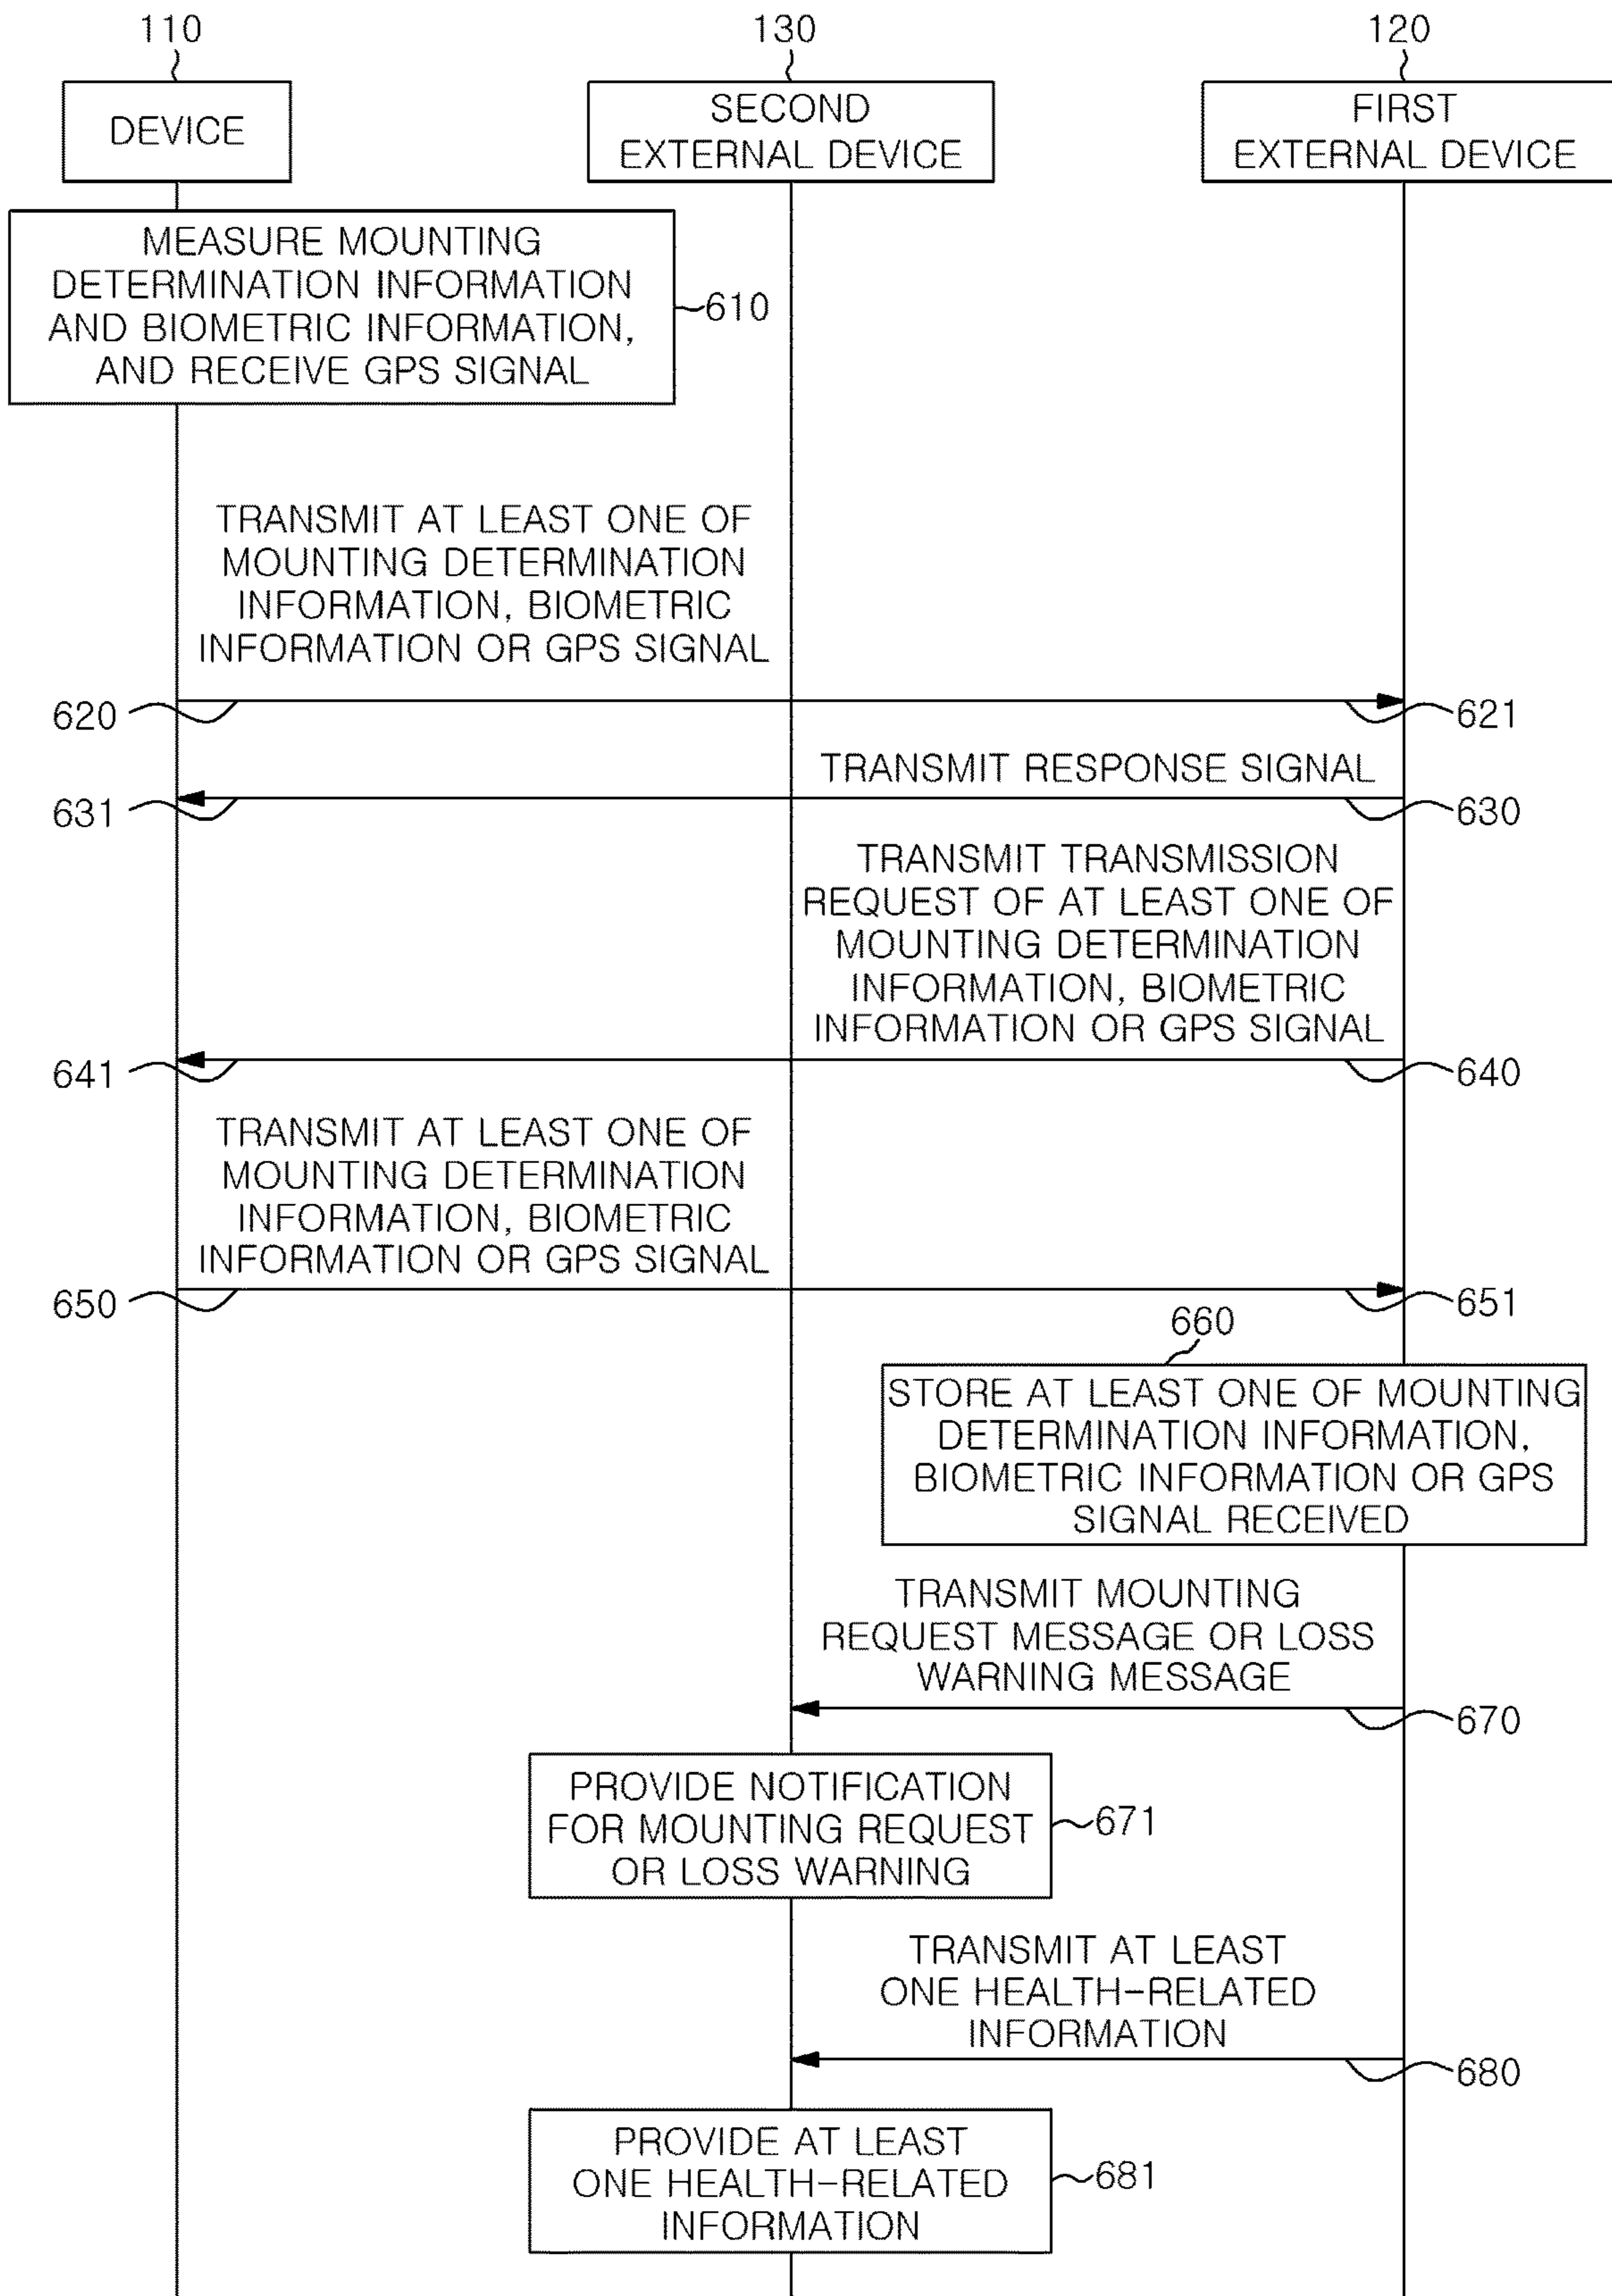 110
130
120
DEVICE
SECOND
EXTERNAL DEVICE
FIRST
EXTERNAL DEVICE
MEASURE MOUNTING
DETERMINATION INFORMATION
AND BIOMETRIC INFORMATION,
AND RECEIVE GPS SIGNAL
610
TRANSMIT AT LEAST ONE OF
MOUNTING DETERMINATION
INFORMATION, BIOMETRIC
INFORMATION OR GPS SIGNAL
620
621
TRANSMIT RESPONSE SIGNAL
631
630
TRANSMIT TRANSMISSION
REQUEST OF AT LEAST ONE OF
MOUNTING DETERMINATION
INFORMATION, BIOMETRIC
INFORMATION OR GPS SIGNAL
641
640
TRANSMIT AT LEAST ONE OF
MOUNTING DETERMINATION
INFORMATION, BIOMETRIC
INFORMATION OR GPS SIGNAL
650
651
660
STORE AT LEAST ONE OF MOUNTING
DETERMINATION INFORMATION,
BIOMETRIC INFORMATION OR GPS
SIGNAL RECEIVED
TRANSMIT MOUNTING
REQUEST MESSAGE OR LOSS
WARNING MESSAGE
670
PROVIDE NOTIFICATION
FOR MOUNTING REQUEST
OR LOSS WARNING
671
TRANSMIT AT LEAST
ONE HEALTH-RELATED
INFORMATION
680
PROVIDE AT LEAST
ONE HEALTH-RELATED
INFORMATION
681